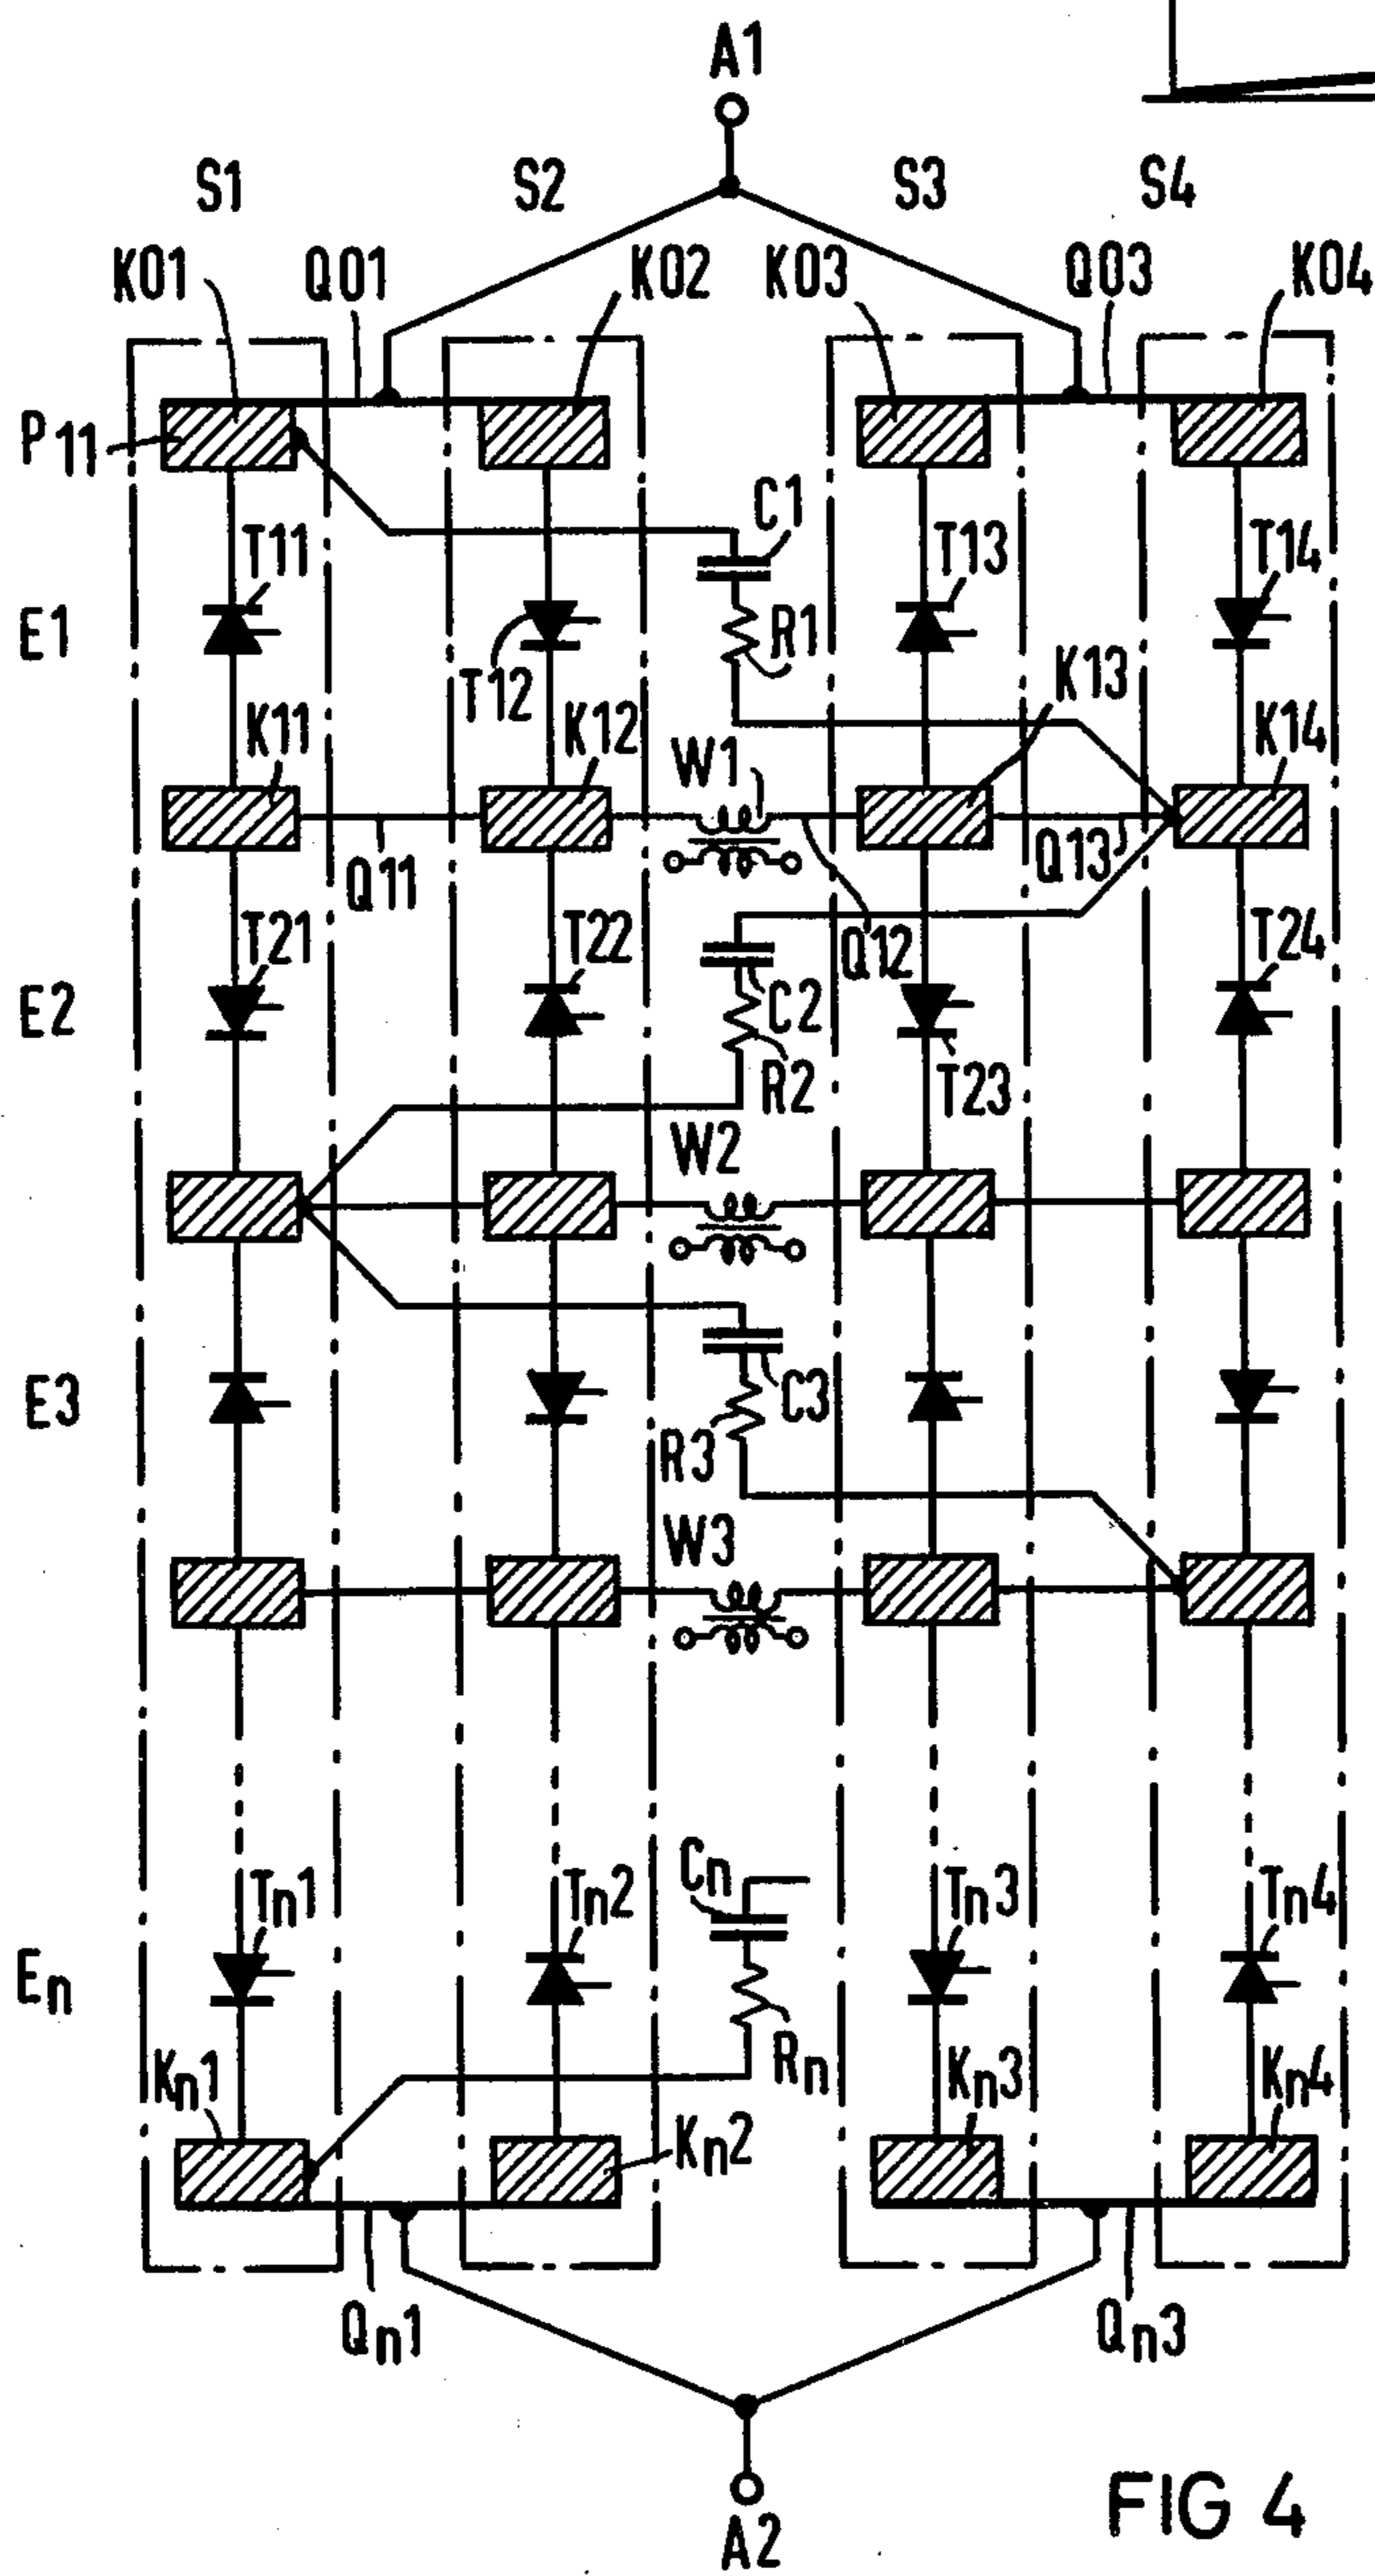 A1
S1 S2 S3 S4
K01 Q01 K02 K03 Q03 K04
P11
C1
T11 T13 T14
E1 R1
T12 K13
K11 K12 W1 K14
Q11 Q13
T21 T22 Q12 T24
E2 C2
R2 T23
W2
E3 C3
R3
W3
Cn
Tn1 Tn2 Tn3 Tn4
En
Rn
Kn1 Kn3 Kn4
Kn2
Qn1 Qn3
FIG 4
A2